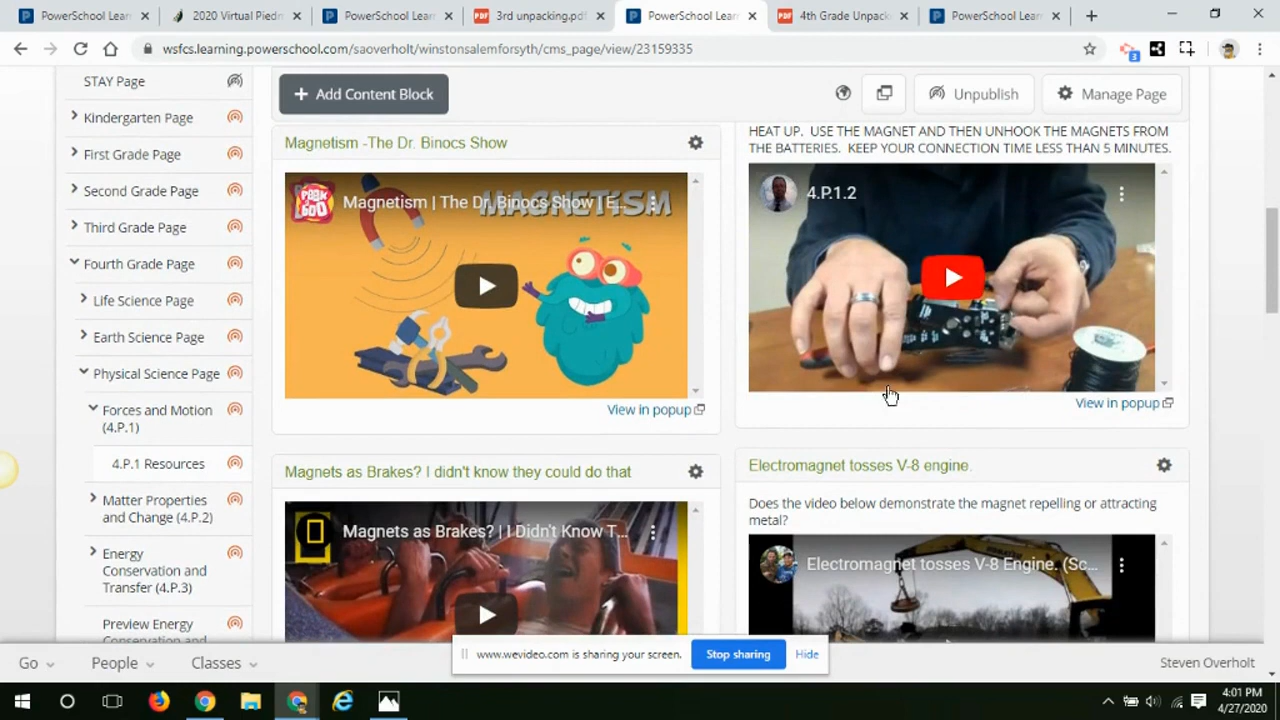 PowerSchool Lear
2020 Virtual Piedm
PowerSchool Lear
3rd unpacking.pdf
PowerSchool Lear
4th Grade Unpack
PowerSchool Lear
wsfcs.learning.powerschool.com/saoverholt/winstonsalemforsyth/cms_page/view/23159335
3
STAY Page
Kindergarten Page
First Grade Page
Second Grade Page
Third Grade Page
Fourth Grade Page
Life Science Page
Earth Science Page
Physical Science Page
Forces and Motion
(4.P.1)
4.P.1 Resources
Matter Properties
and Change (4.P.2)
Energy
Conservation and
Transfer (4.P.3)
Preview Energy
Conservation and
+ Add Content Block
Unpublish
Manage Page
Magnetism -The Dr. Binocs Show
PEEK A BOO
MAGNETISM
Magnetism | The Dr. Binocs Show | E...
View in popup
HEAT UP. USE THE MAGNET AND THEN UNHOOK THE MAGNETS FROM
THE BATTERIES. KEEP YOUR CONNECTION TIME LESS THAN 5 MINUTES.
4.P.1.2
View in popup
Magnets as Brakes? I didn't know they could do that
Magnets as Brakes? | I Didn't Know T...
Electromagnet tosses V-8 engine.
Does the video below demonstrate the magnet repelling or attracting
metal?
Electromagnet tosses V-8 Engine. (Sc...
KOMATSU
www.wevideo.com is sharing your screen.
Stop sharing
Hide
Go
People
Classes
Steven Overholt
4:01 PM
4/27/2020